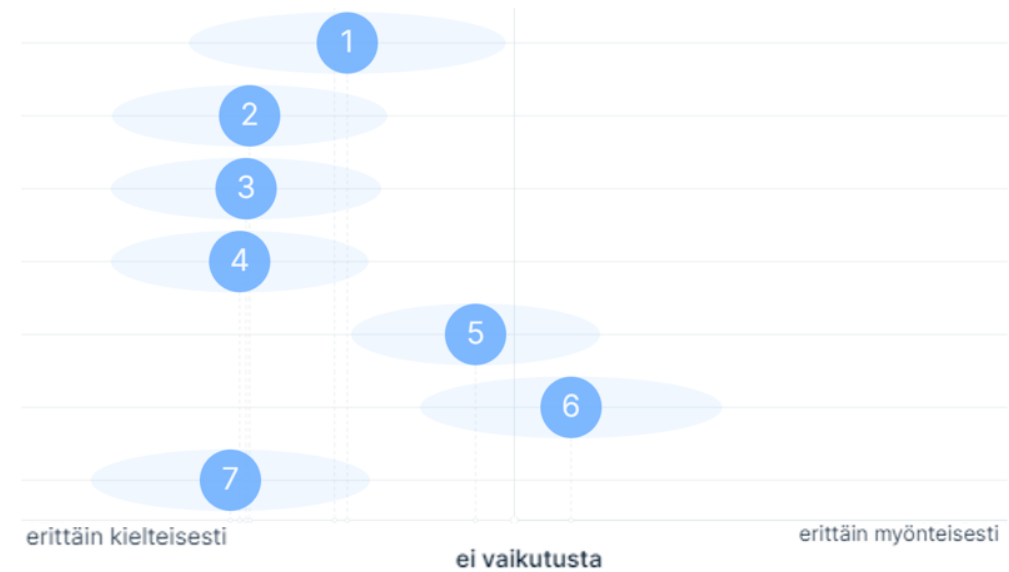 1
2
3
4
5
6
7
erittäin kielteisesti
ei vaikutusta
erittäin myönteisesti